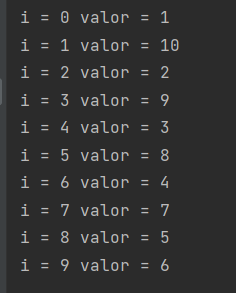 i = 0 valor = 1
i = 1 valor = 10
i = 2 valor = 2
i = 3 valor = 9
i = 4 valor = 3
i = 5 valor = 8
i = 6 valor = 4
i = 7 valor = 7
i = 8 valor = 5
i = 9 valor = 6